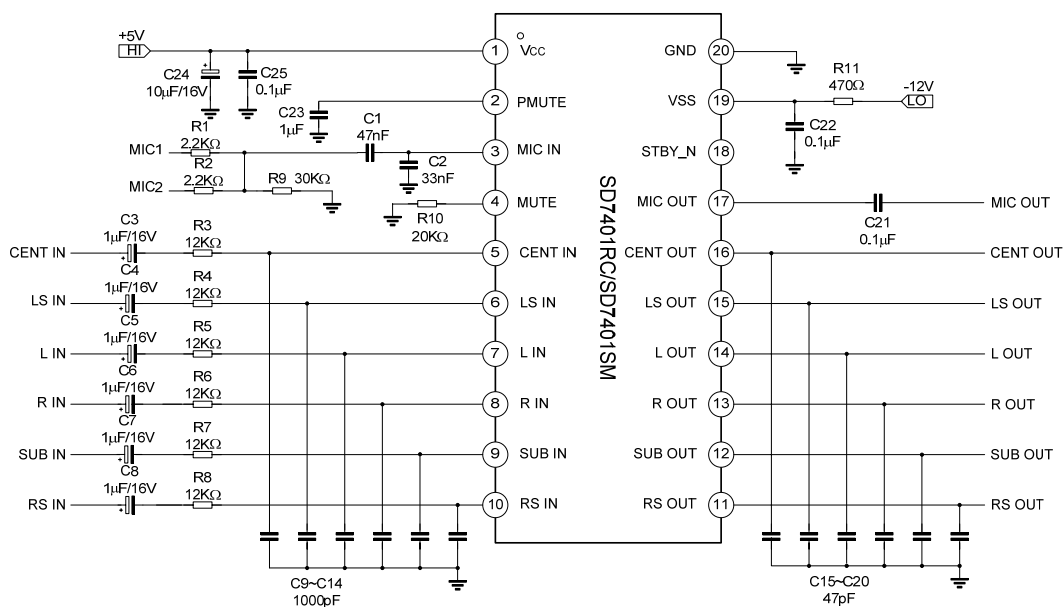 +5V
HI
C24
10µF/16V
C25
0.1µF
1
Vcc
2
PMUTE
C23
1µF
R1
2.2KΩ
MIC1
C1
47nF
3
MIC IN
R2
2.2KΩ
MIC2
R9 30KΩ
C2
33nF
4
MUTE
R10
20KΩ
C3
1µF/16V
R3
12KΩ
CENT IN
5
CENT IN
C4
1µF/16V
R4
12KΩ
LS IN
6
LS IN
C5
1µF/16V
R5
12KΩ
L IN
7
L IN
C6
1µF/16V
R6
12KΩ
R IN
8
R IN
C7
1µF/16V
R7
12KΩ
SUB IN
9
SUB IN
C8
1µF/16V
R8
12KΩ
RS IN
10
RS IN
C9~C14
1000pF
SD7401RC/SD7401SM
GND
20
VSS
19
R11
470Ω
-12V
LO
C22
0.1µF
STBY_N
18
MIC OUT
17
C21
0.1µF
MIC OUT
CENT OUT
16
CENT OUT
LS OUT
15
LS OUT
L OUT
14
L OUT
R OUT
13
R OUT
SUB OUT
12
SUB OUT
RS OUT
11
RS OUT
C15~C20
47pF